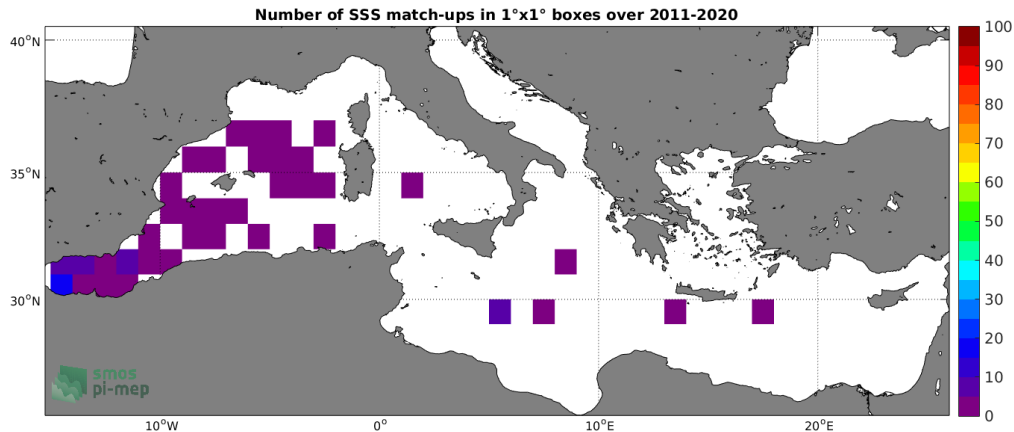 Number of SSS match-ups in 1°x1° boxes over 2011-2020
40°N
35°N
30°N
10°W
0°
10°E
20°E
100
90
80
70
60
50
40
30
20
10
0
smos
pi-mep